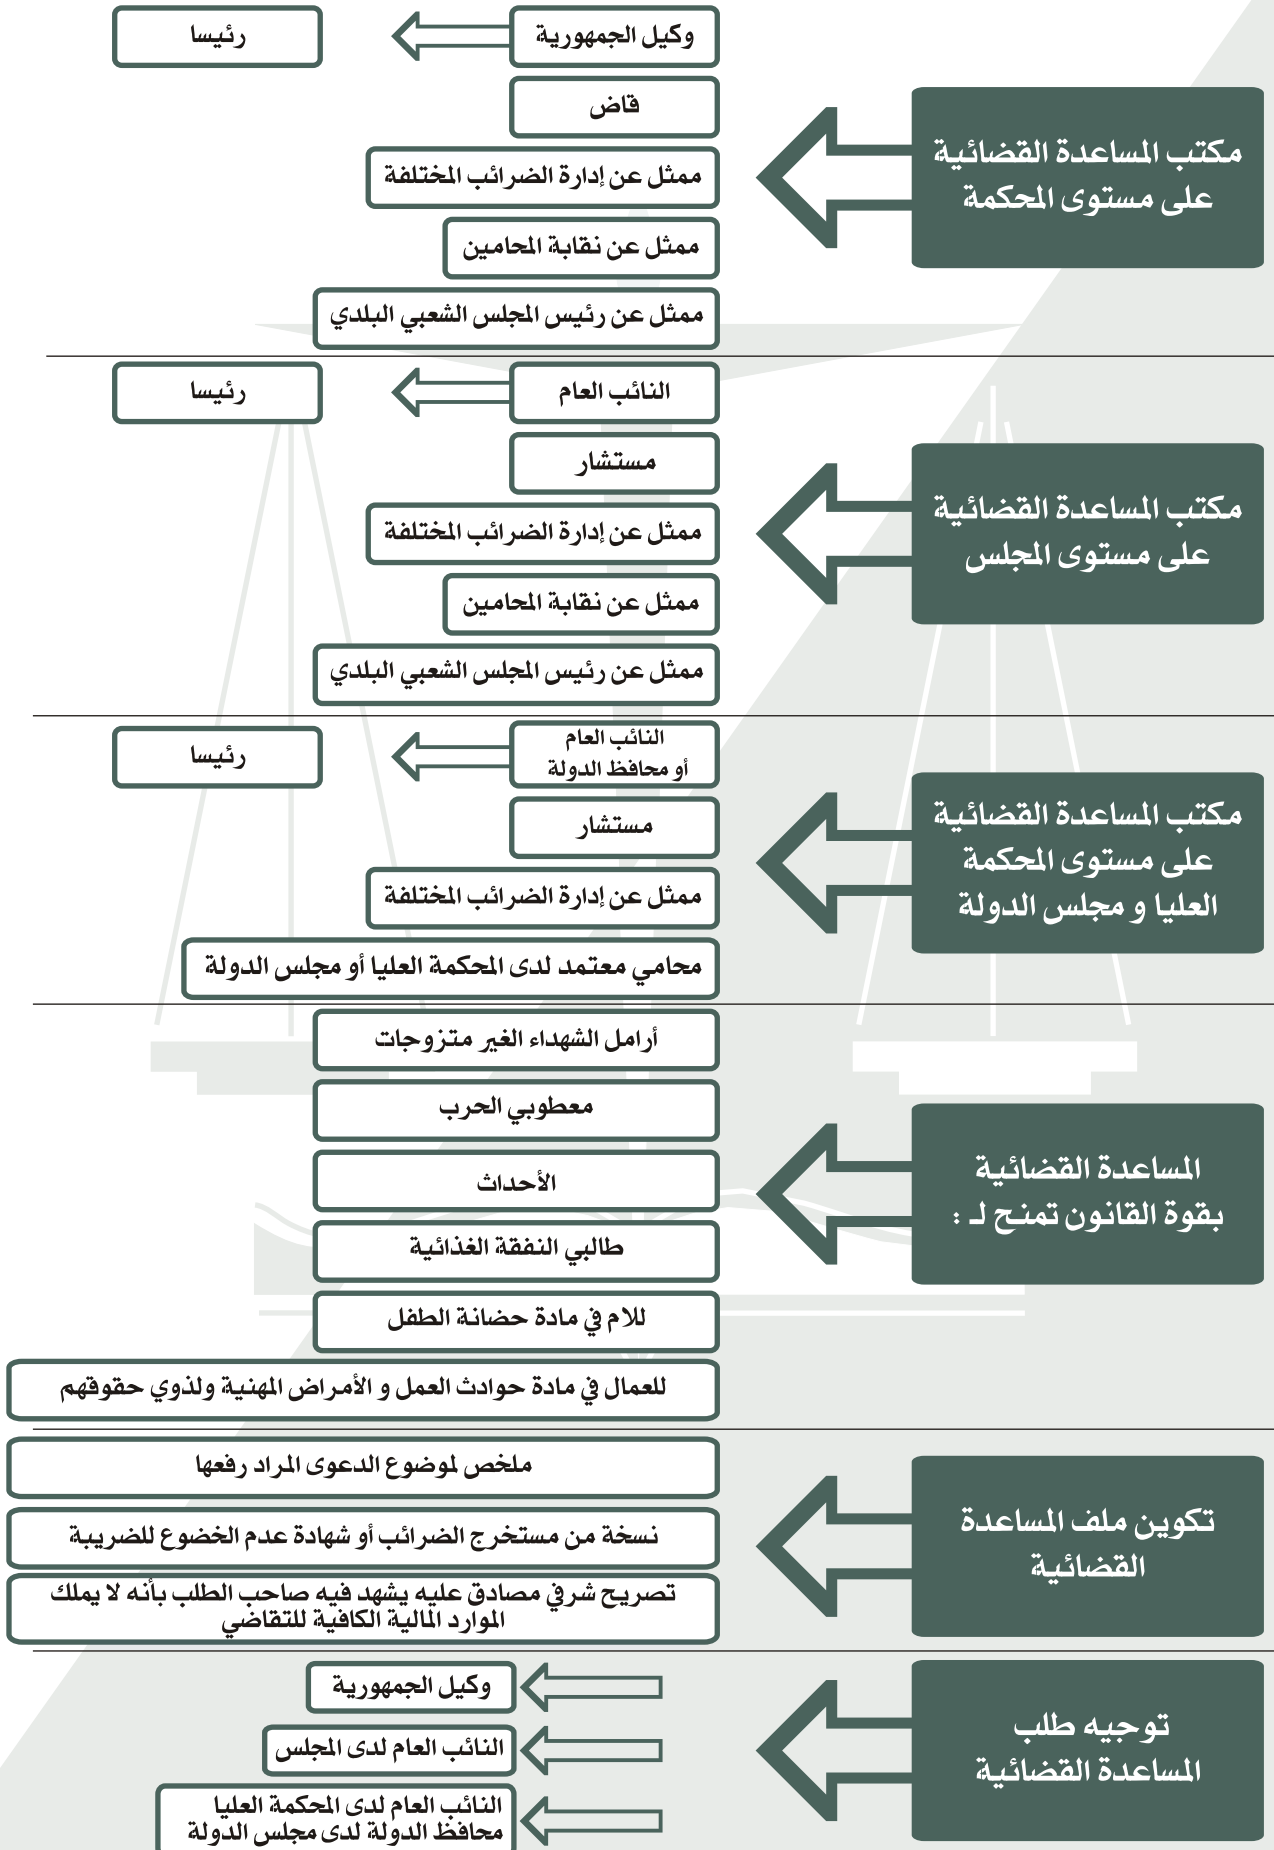 مكتب المساعدة القضائية
على مستوى المحكمة
وكيل الجمهورية
رئيسا
قاض
ممثل عن إدارة الضرائب المختلفة
ممثل عن نقابة المحامين
ممثل عن رئيس المجلس الشعبي البلدي
مكتب المساعدة القضائية
على مستوى المجلس
النائب العام
رئيسا
مستشار
ممثل عن إدارة الضرائب المختلفة
ممثل عن نقابة المحامين
ممثل عن رئيس المجلس الشعبي البلدي
مكتب المساعدة القضائية
على مستوى المحكمة
العليا و مجلس الدولة
النائب العام
أو محافظ الدولة
رئيسا
مستشار
ممثل عن إدارة الضرائب المختلفة
محامي معتمد لدى المحكمة العليا أو مجلس الدولة
المساعدة القضائية
بقوة القانون تمنح لـ :
أرامل الشهداء الغير متزوجات
معطوبي الحرب
الأحداث
طالبي النفقة الغذائية
للام في مادة حضانة الطفل
للعمال في مادة حوادث العمل و الأمراض المهنية ولذوي حقوقهم
تكوين ملف المساعدة
القضائية
ملخص لموضوع الدعوى المراد رفعها
نسخة من مستخرج الضرائب أو شهادة عدم الخضوع للضريبة
تصريح شرفي مصادق عليه يشهد فيه صاحب الطلب بأنه لا يملك
الموارد المالية الكافية للتقاضي
توجيه طلب
المساعدة القضائية
وكيل الجمهورية
النائب العام لدى المجلس
النائب العام لدى المحكمة العليا
محافظ الدولة لدى مجلس الدولة